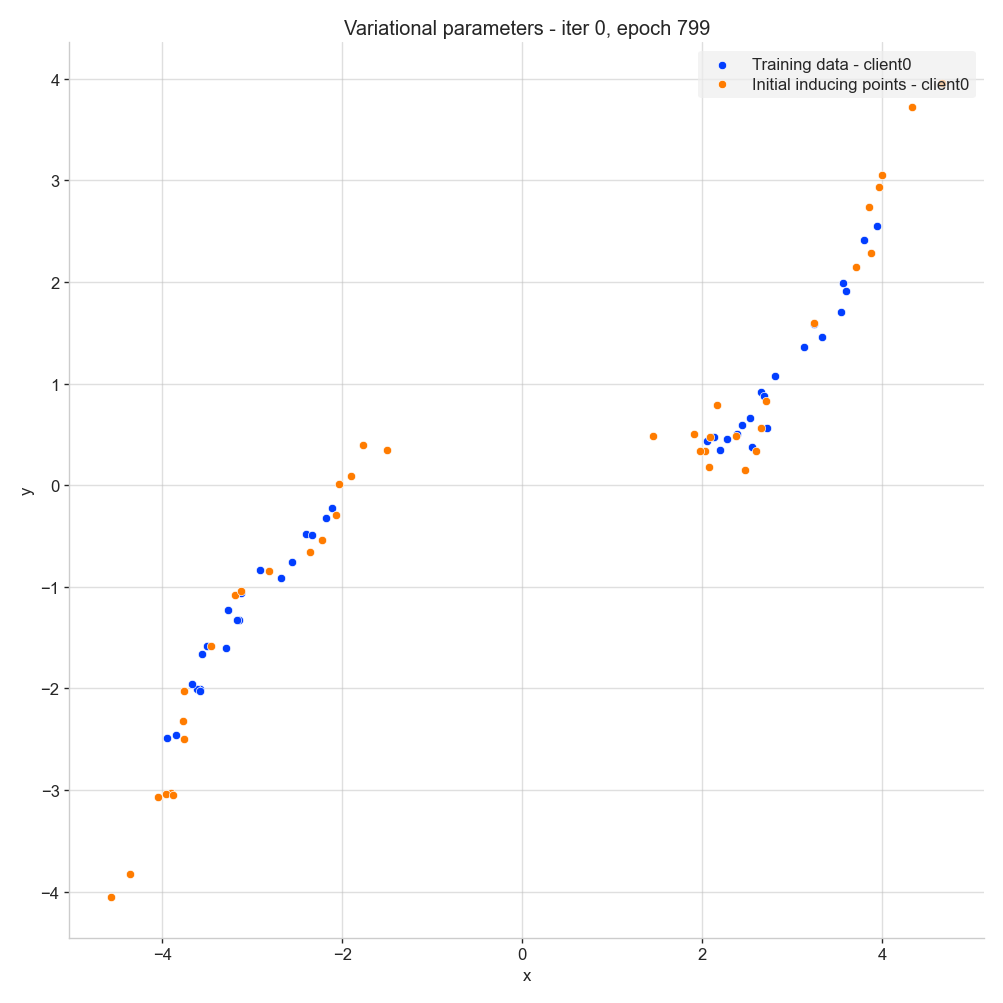 Variational parameters - iter 0, epoch 799
Training data - client0
Initial inducing points - client0
4
3
2
1
0
−1
−2
−3
−4
y
−4
−2
0
2
4
x